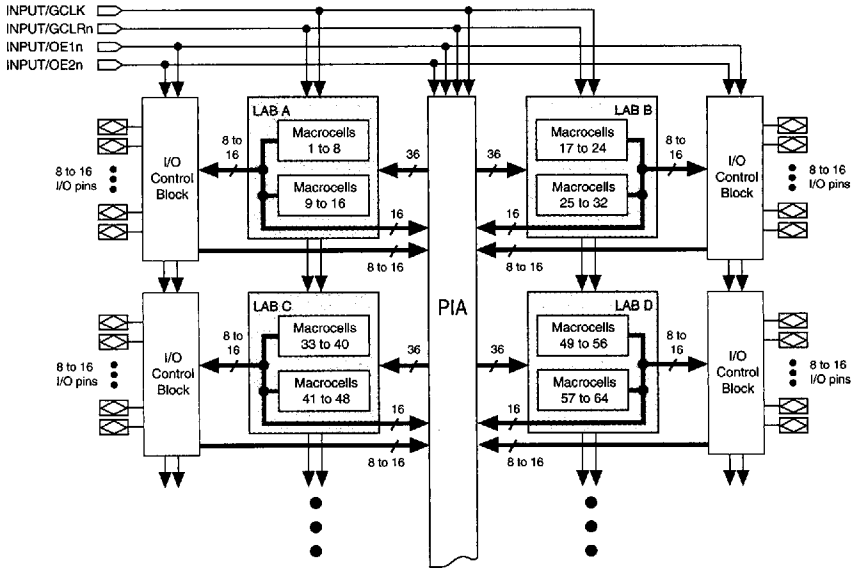 INPUT/GCLK
INPUT/GCLRn
INPUT/OE1n
INPUT/OE2n
LAB A
Macrocells
1 to 8
Macrocells
9 to 16
8 to
16
36
16
8 to 16
I/O
Control
Block
8 to 16
I/O pins
LAB B
Macrocells
17 to 24
Macrocells
25 to 32
36
8 to
16
16
8 to 16
I/O
Control
Block
8 to 16
I/O pins
PIA
LAB C
Macrocells
33 to 40
Macrocells
41 to 48
8 to
16
36
16
8 to 16
I/O
Control
Block
8 to 16
I/O pins
LAB D
Macrocells
49 to 56
Macrocells
57 to 64
36
8 to
16
16
8 to 16
I/O
Control
Block
8 to 16
I/O pins